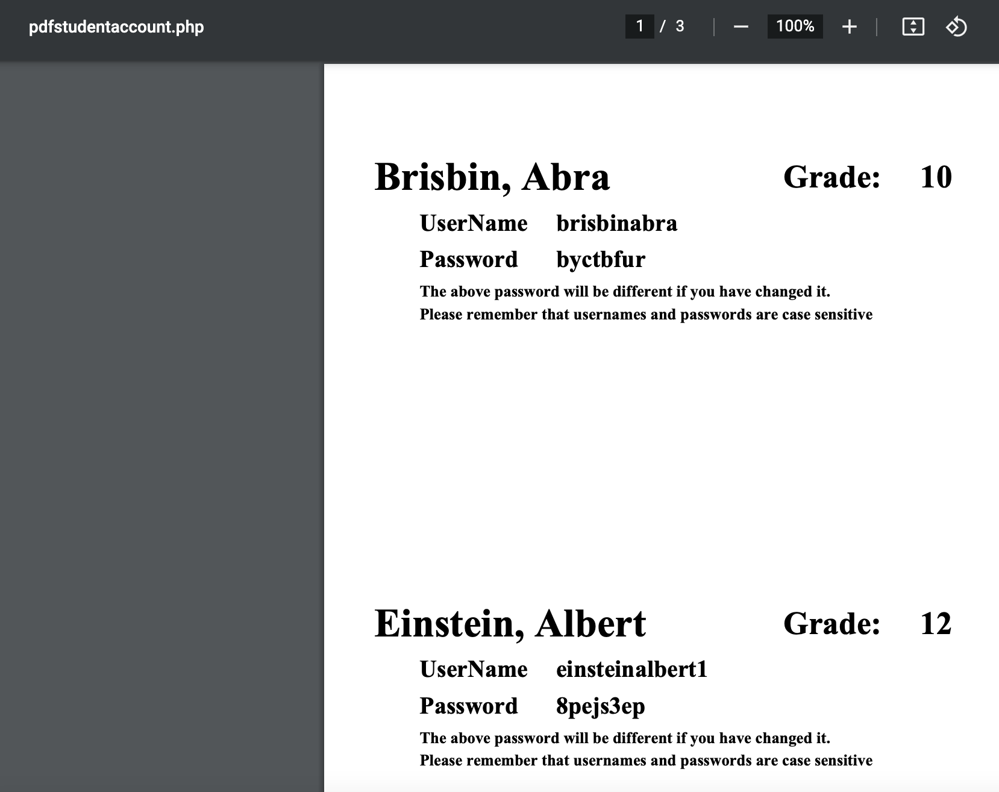 pdfstudentaccount.php
1 / 3
100%
Brisbin, Abra Grade: 10
UserName brisbinabra
Password byctbfur
The above password will be different if you have changed it.
Please remember that usernames and passwords are case sensitive
Einstein, Albert Grade: 12
UserName einsteinalbert1
Password 8pejs3ep
The above password will be different if you have changed it.
Please remember that usernames and passwords are case sensitive